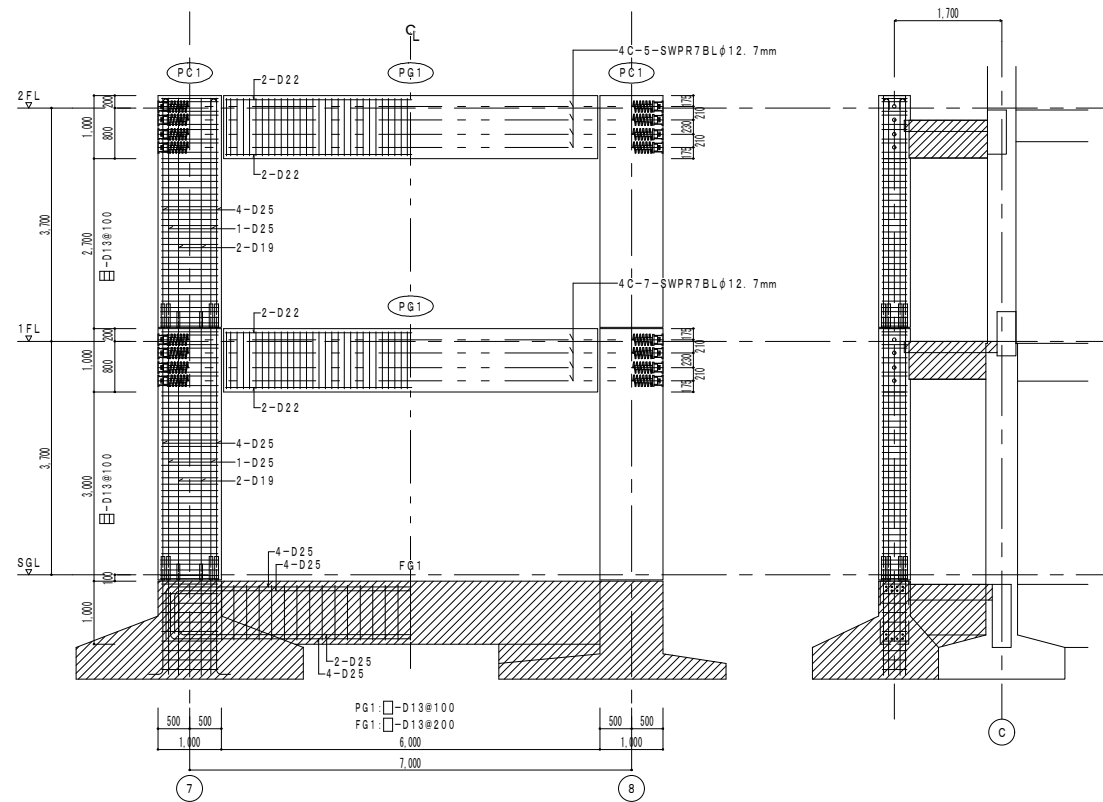 1,700
CL
4C-5-SWPR7BLφ12.7mm
PC1
PG1
PC1
2-D22
2FL
200
175
1,000
800
210
230
210
175
2-D22
4-D25
1-D25
2-D19
3,700
2,700
日-D13@100
4C-7-SWPR7BLφ12.7mm
PG1
2-D22
1FL
200
175
1,000
800
210
230
210
175
2-D22
4-D25
1-D25
2-D19
3,700
3,000
日-D13@100
4-D25
4-D25
SGL
FG1
100
1,000
2-D25
4-D25
PG1:□-D13@100
FG1:□-D13@200
500 500
500 500
1,000
6,000
1,000
7,000
C
7
8